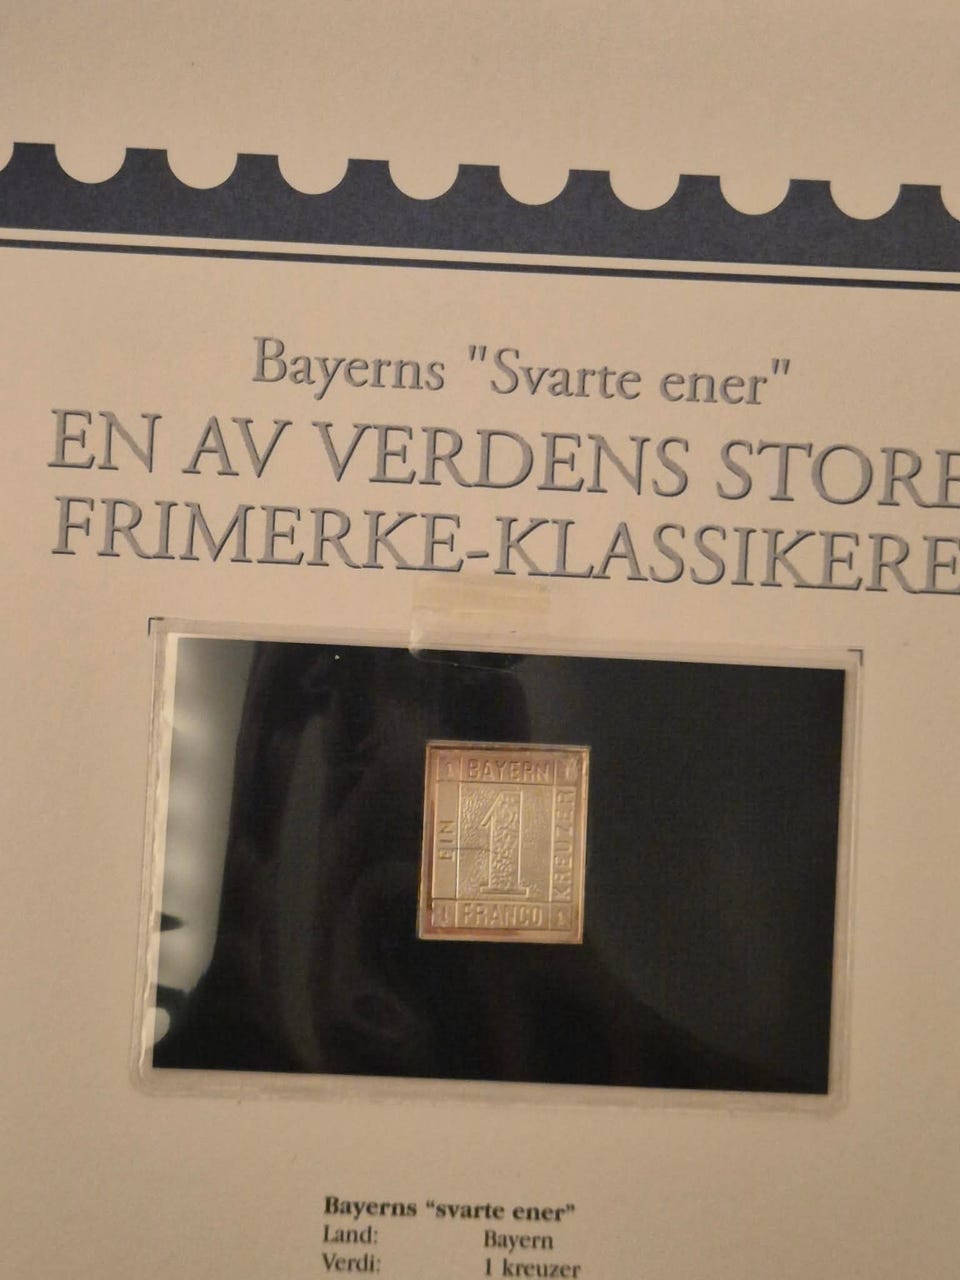 Bayerns "Svarte ener"
EN AV VERDENS STORE
FRIMERKE-KLASSIKERE
1 BAYERN 1
EIN
1
KREUZER
1 FRANCO 1
Bayerns “svarte ener”
Land: Bayern
Verdi: 1 kreuzer